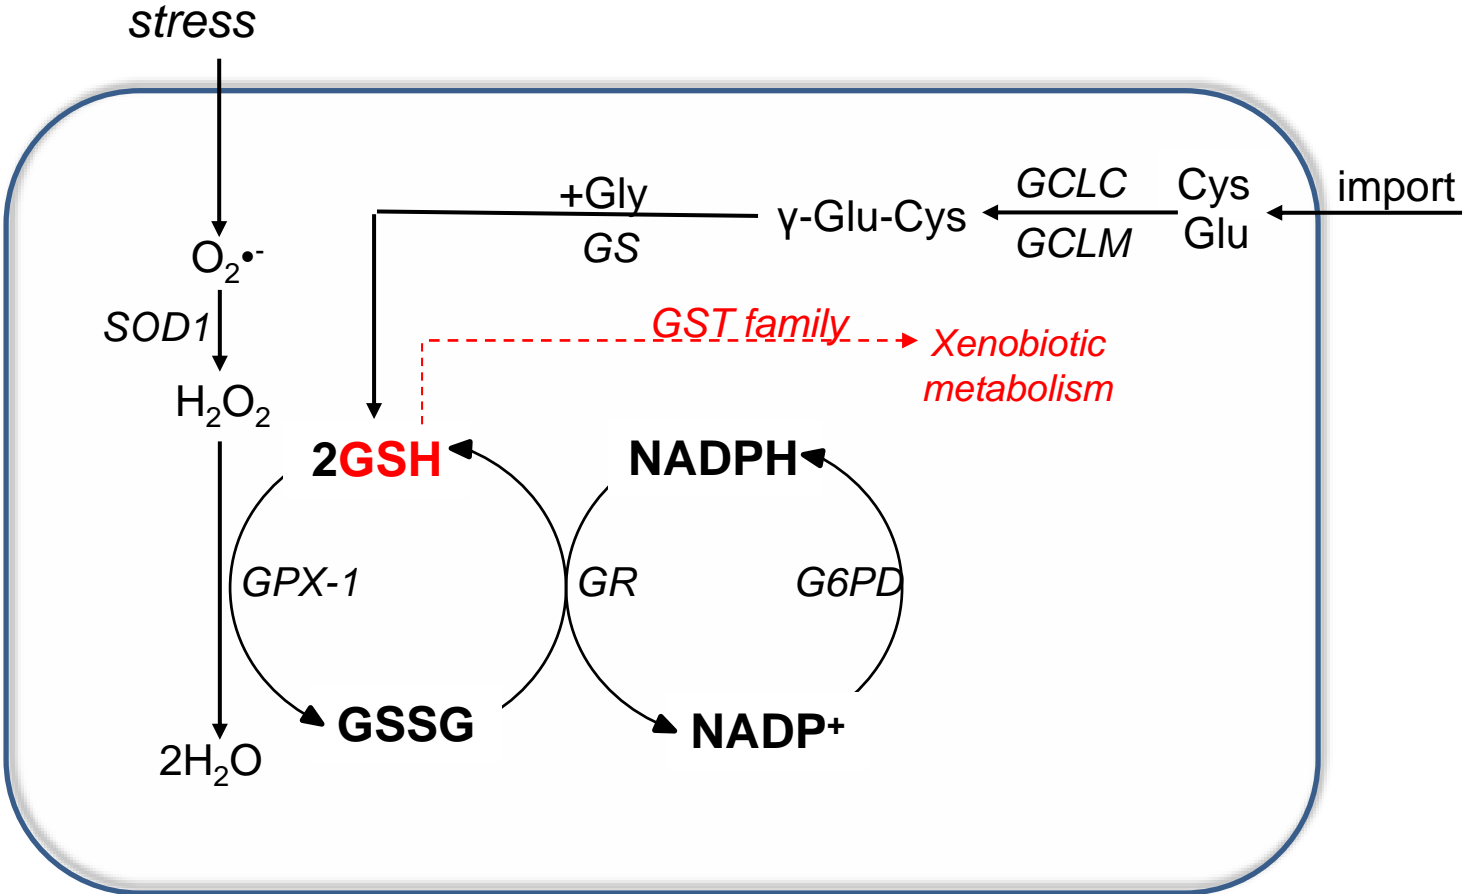 stress
import
+Gly
GS
γ-Glu-Cys
GCLC
GCLM
Cys
Glu
O₂•⁻
SOD1
H₂O₂
GST family
Xenobiotic
metabolism
2GSH
NADPH
GPX-1
GR
G6PD
GSSG
NADP⁺
2H₂O